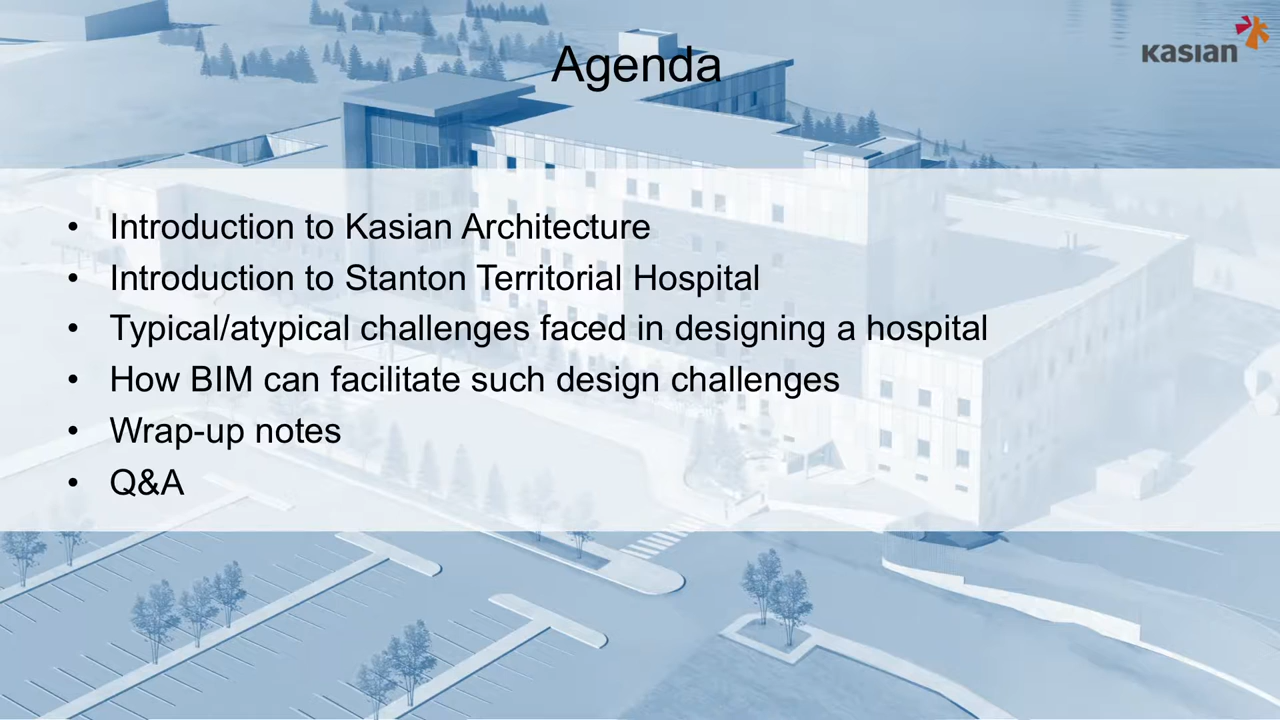 Agenda
Kasian
• Introduction to Kasian Architecture
• Introduction to Stanton Territorial Hospital
• Typical/atypical challenges faced in designing a hospital
• How BIM can facilitate such design challenges
• Wrap-up notes
• Q&A